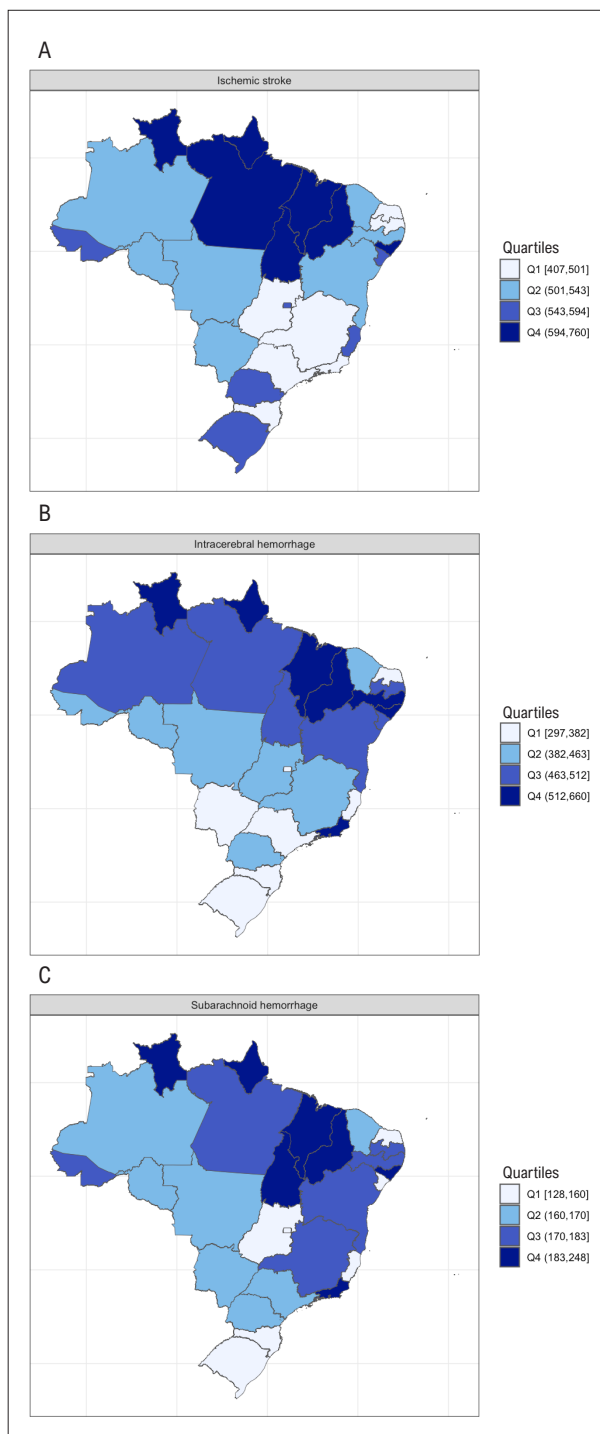 A
Ischemic stroke
Quartiles
Q1 [407,501]
Q2 (501,543]
Q3 (543,594]
Q4 (594,760]
B
Intracerebral hemorrhage
Quartiles
Q1 [297,382]
Q2 (382,463]
Q3 (463,512]
Q4 (512,660]
C
Subarachnoid hemorrhage
Quartiles
Q1 [128,160]
Q2 (160,170]
Q3 (170,183]
Q4 (183,248]